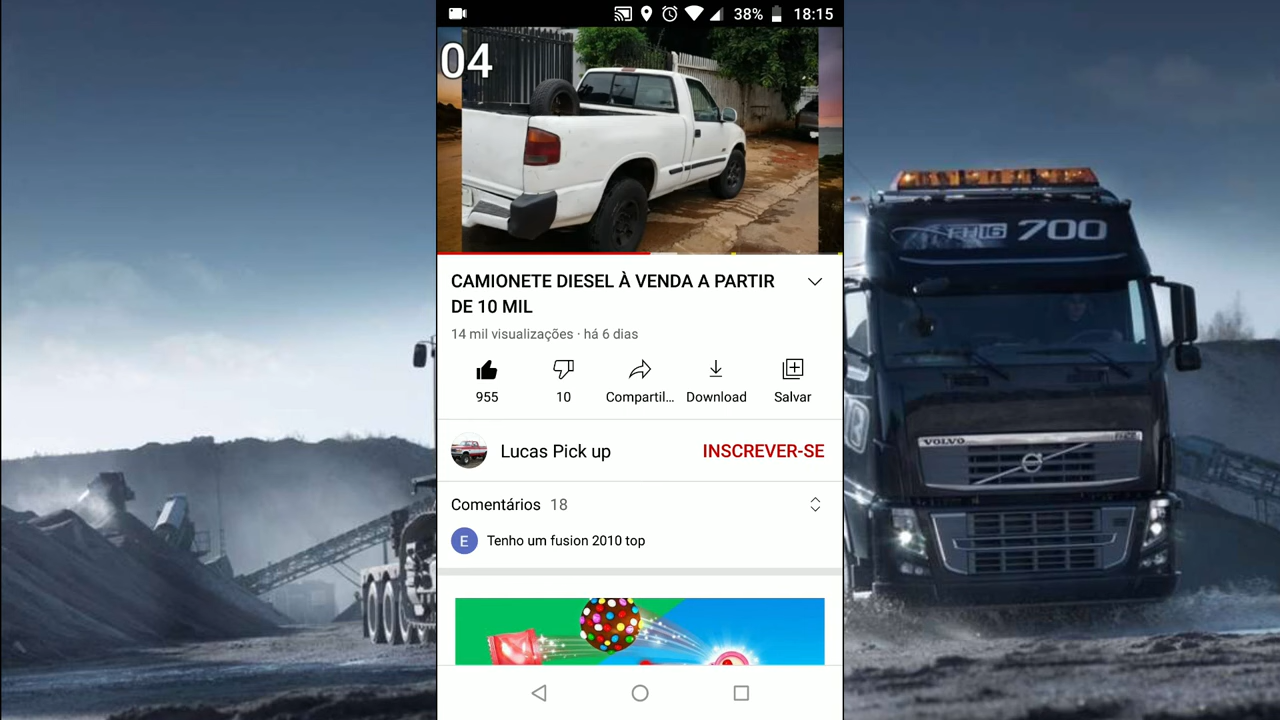 38% 18:15
04
CAMIONETE DIESEL À VENDA A PARTIR
DE 10 MIL
14 mil visualizações · há 6 dias
955 10 Compartil... Download Salvar
Lucas Pick up INSCREVER-SE
Comentários 18
E Tenho um fusion 2010 top
FH16 700
VOLVO